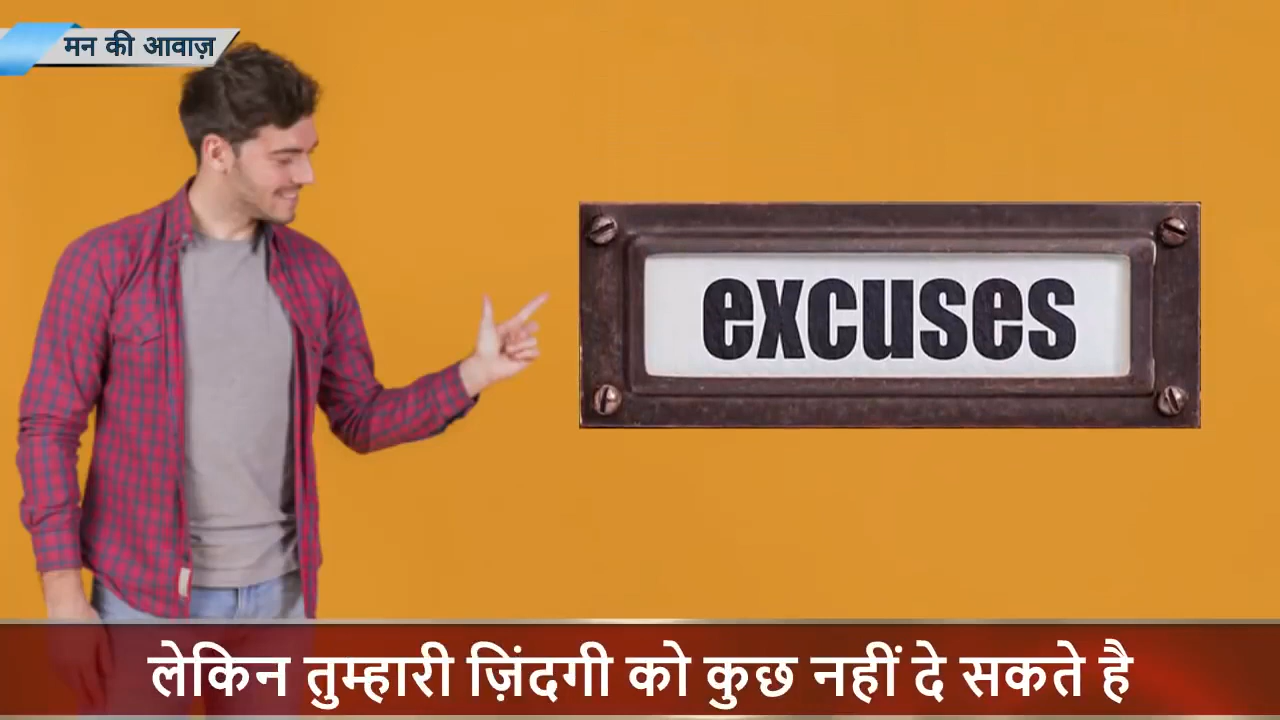 मन की आवाज़
excuses
लेकिन तुम्हारी ज़िंदगी को कुछ नहीं दे सकते है